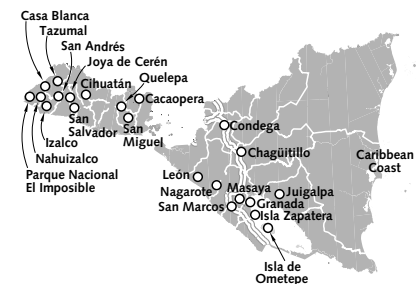 Casa Blanca
Tazumal
San Andrés
Joya de Cerén
Cihuatán
Quelepa
Cacaopera
San
Salvador
San
Miguel
Izalco
Nahuizalco
Parque Nacional
El Imposible
Condega
Chagüitillo
Caribbean
Coast
León
Nagarote
Masaya
Juigalpa
San Marcos
Granada
Isla Zapatera
Isla de
Ometepe